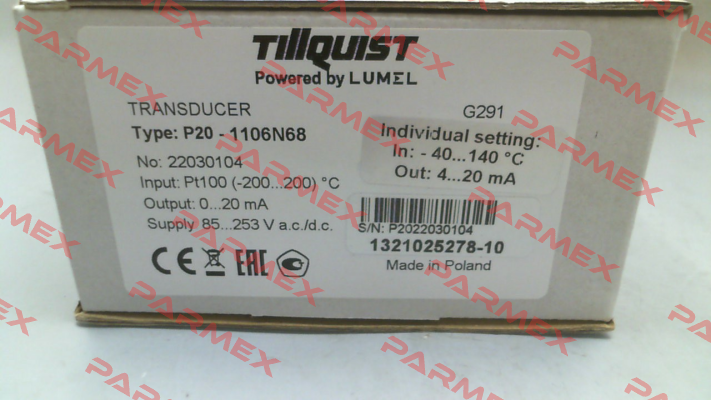 TILLQUIST
Powered by LUMEL
TRANSDUCER
G291
Type: P20 - 1106N68
Individual setting:
In: - 40...140 °C
Out: 4...20 mA
No: 22030104
Input: Pt100 (-200...200) °C
Output: 0...20 mA
Supply 85...253 V a.c./d.c.
S/N: P2022030104
1321025278-10
Made in Poland
CE EAC
PARMEX
PARMEX
PARMEX
PARMEX
PARMEX
PARMEX
PARMEX
PARMEX
PARMEX
PARMEX